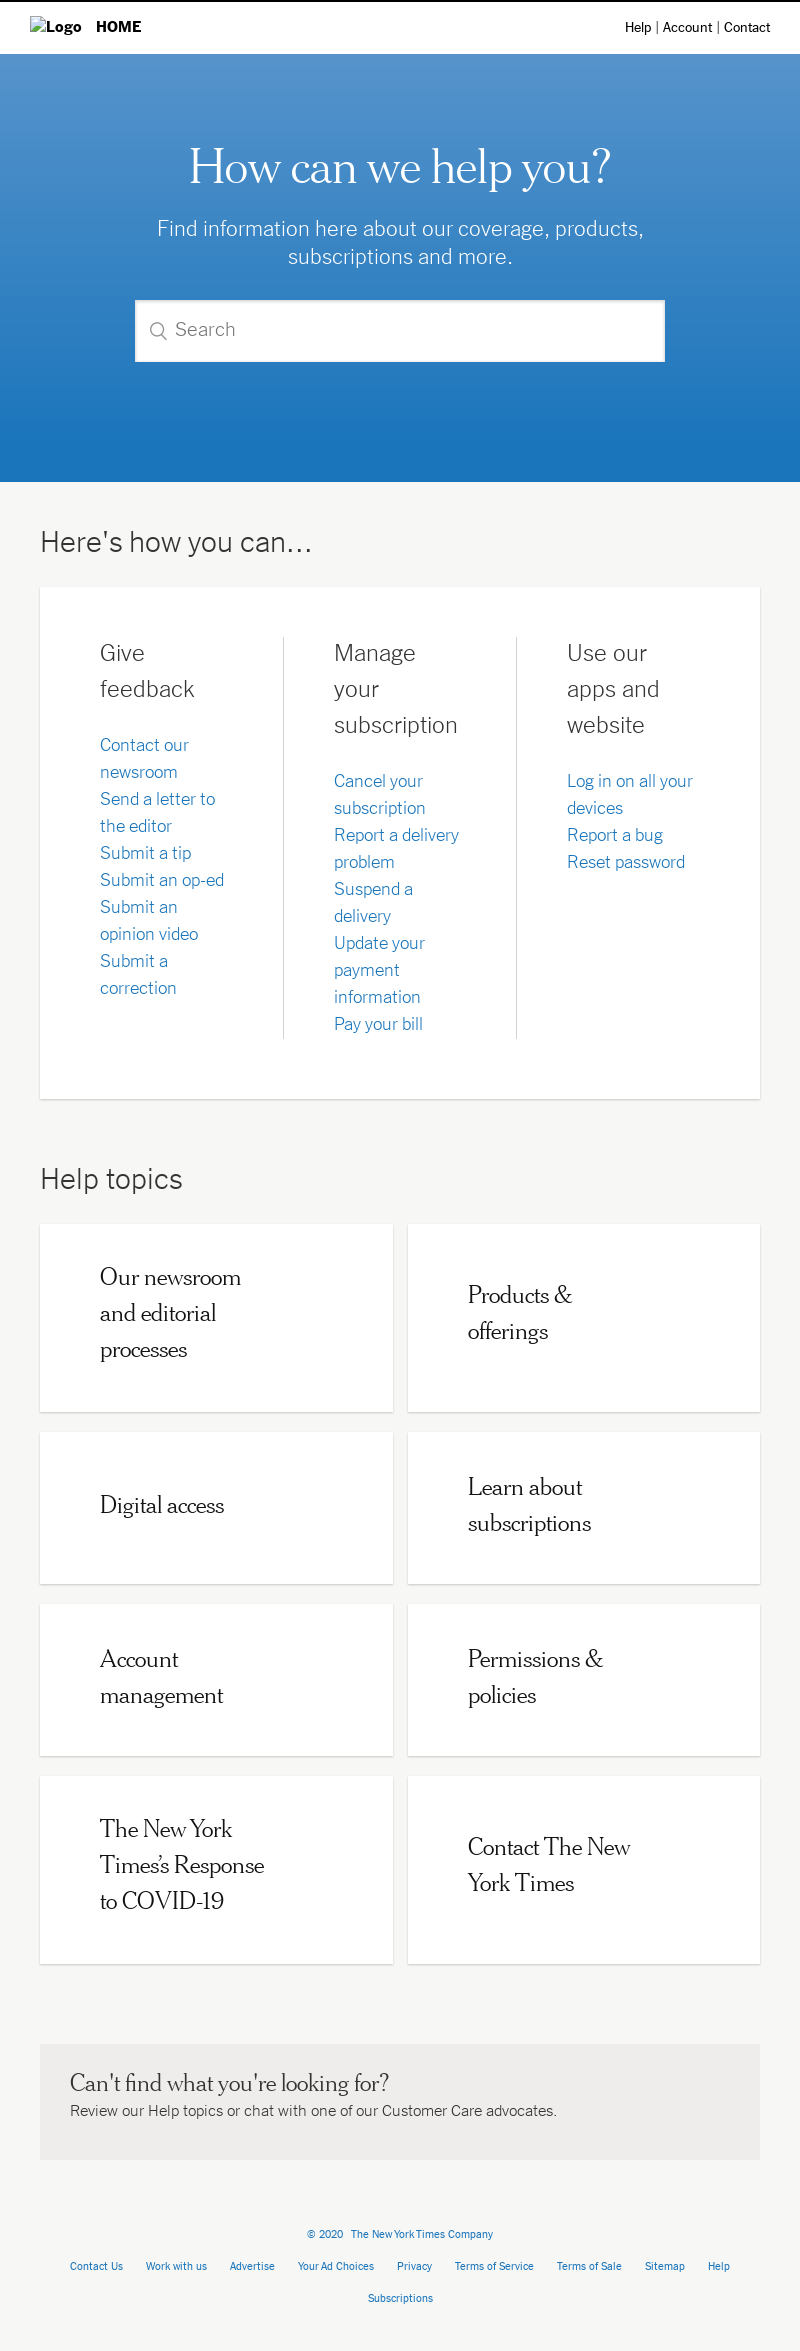 Logo HOME
Help | Account | Contact
How can we help you?
Find information here about our coverage, products,
subscriptions and more.
Search
Here's how you can...
Give
feedback
Contact our
newsroom
Send a letter to
the editor
Submit a tip
Submit an op-ed
Submit an
opinion video
Submit a
correction
Manage
your
subscription
Cancel your
subscription
Report a delivery
problem
Suspend a
delivery
Update your
payment
information
Pay your bill
Use our
apps and
website
Log in on all your
devices
Report a bug
Reset password
Help topics
Our newsroom
and editorial
processes
Products &
offerings
Digital access
Learn about
subscriptions
Account
management
Permissions &
policies
The New York
Times’s Response
to COVID-19
Contact The New
York Times
Can't find what you're looking for?
Review our Help topics or chat with one of our Customer Care advocates.
© 2020 The New York Times Company
Contact Us Work with us Advertise Your Ad Choices Privacy Terms of Service Terms of Sale Sitemap Help
Subscriptions